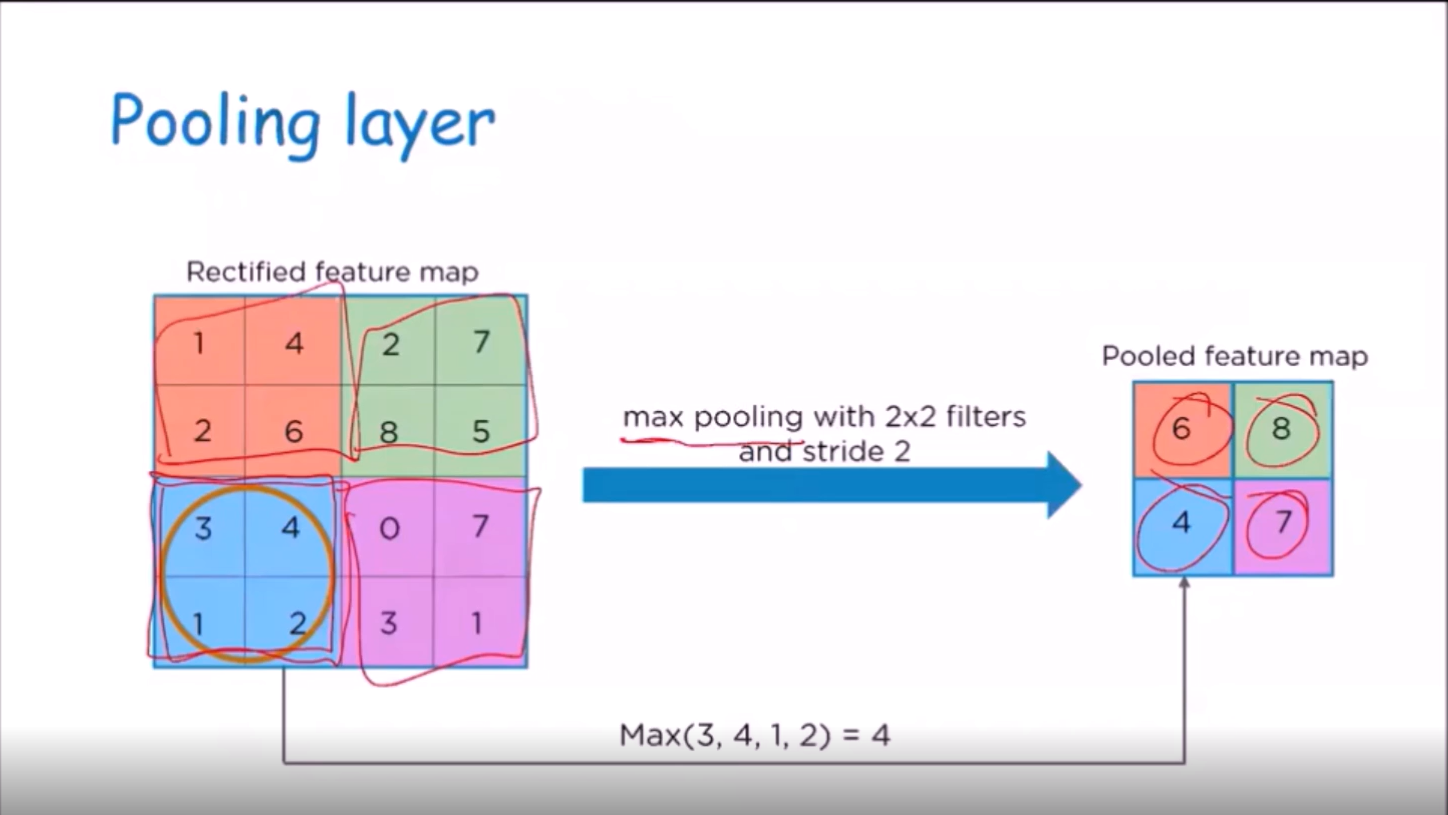 Pooling layer
Rectified feature map
1 4 2 7
2 6 8 5
3 4 0 7
1 2 3 1
max pooling with 2x2 filters
and stride 2
Pooled feature map
6 8
4 7
Max(3, 4, 1, 2) = 4